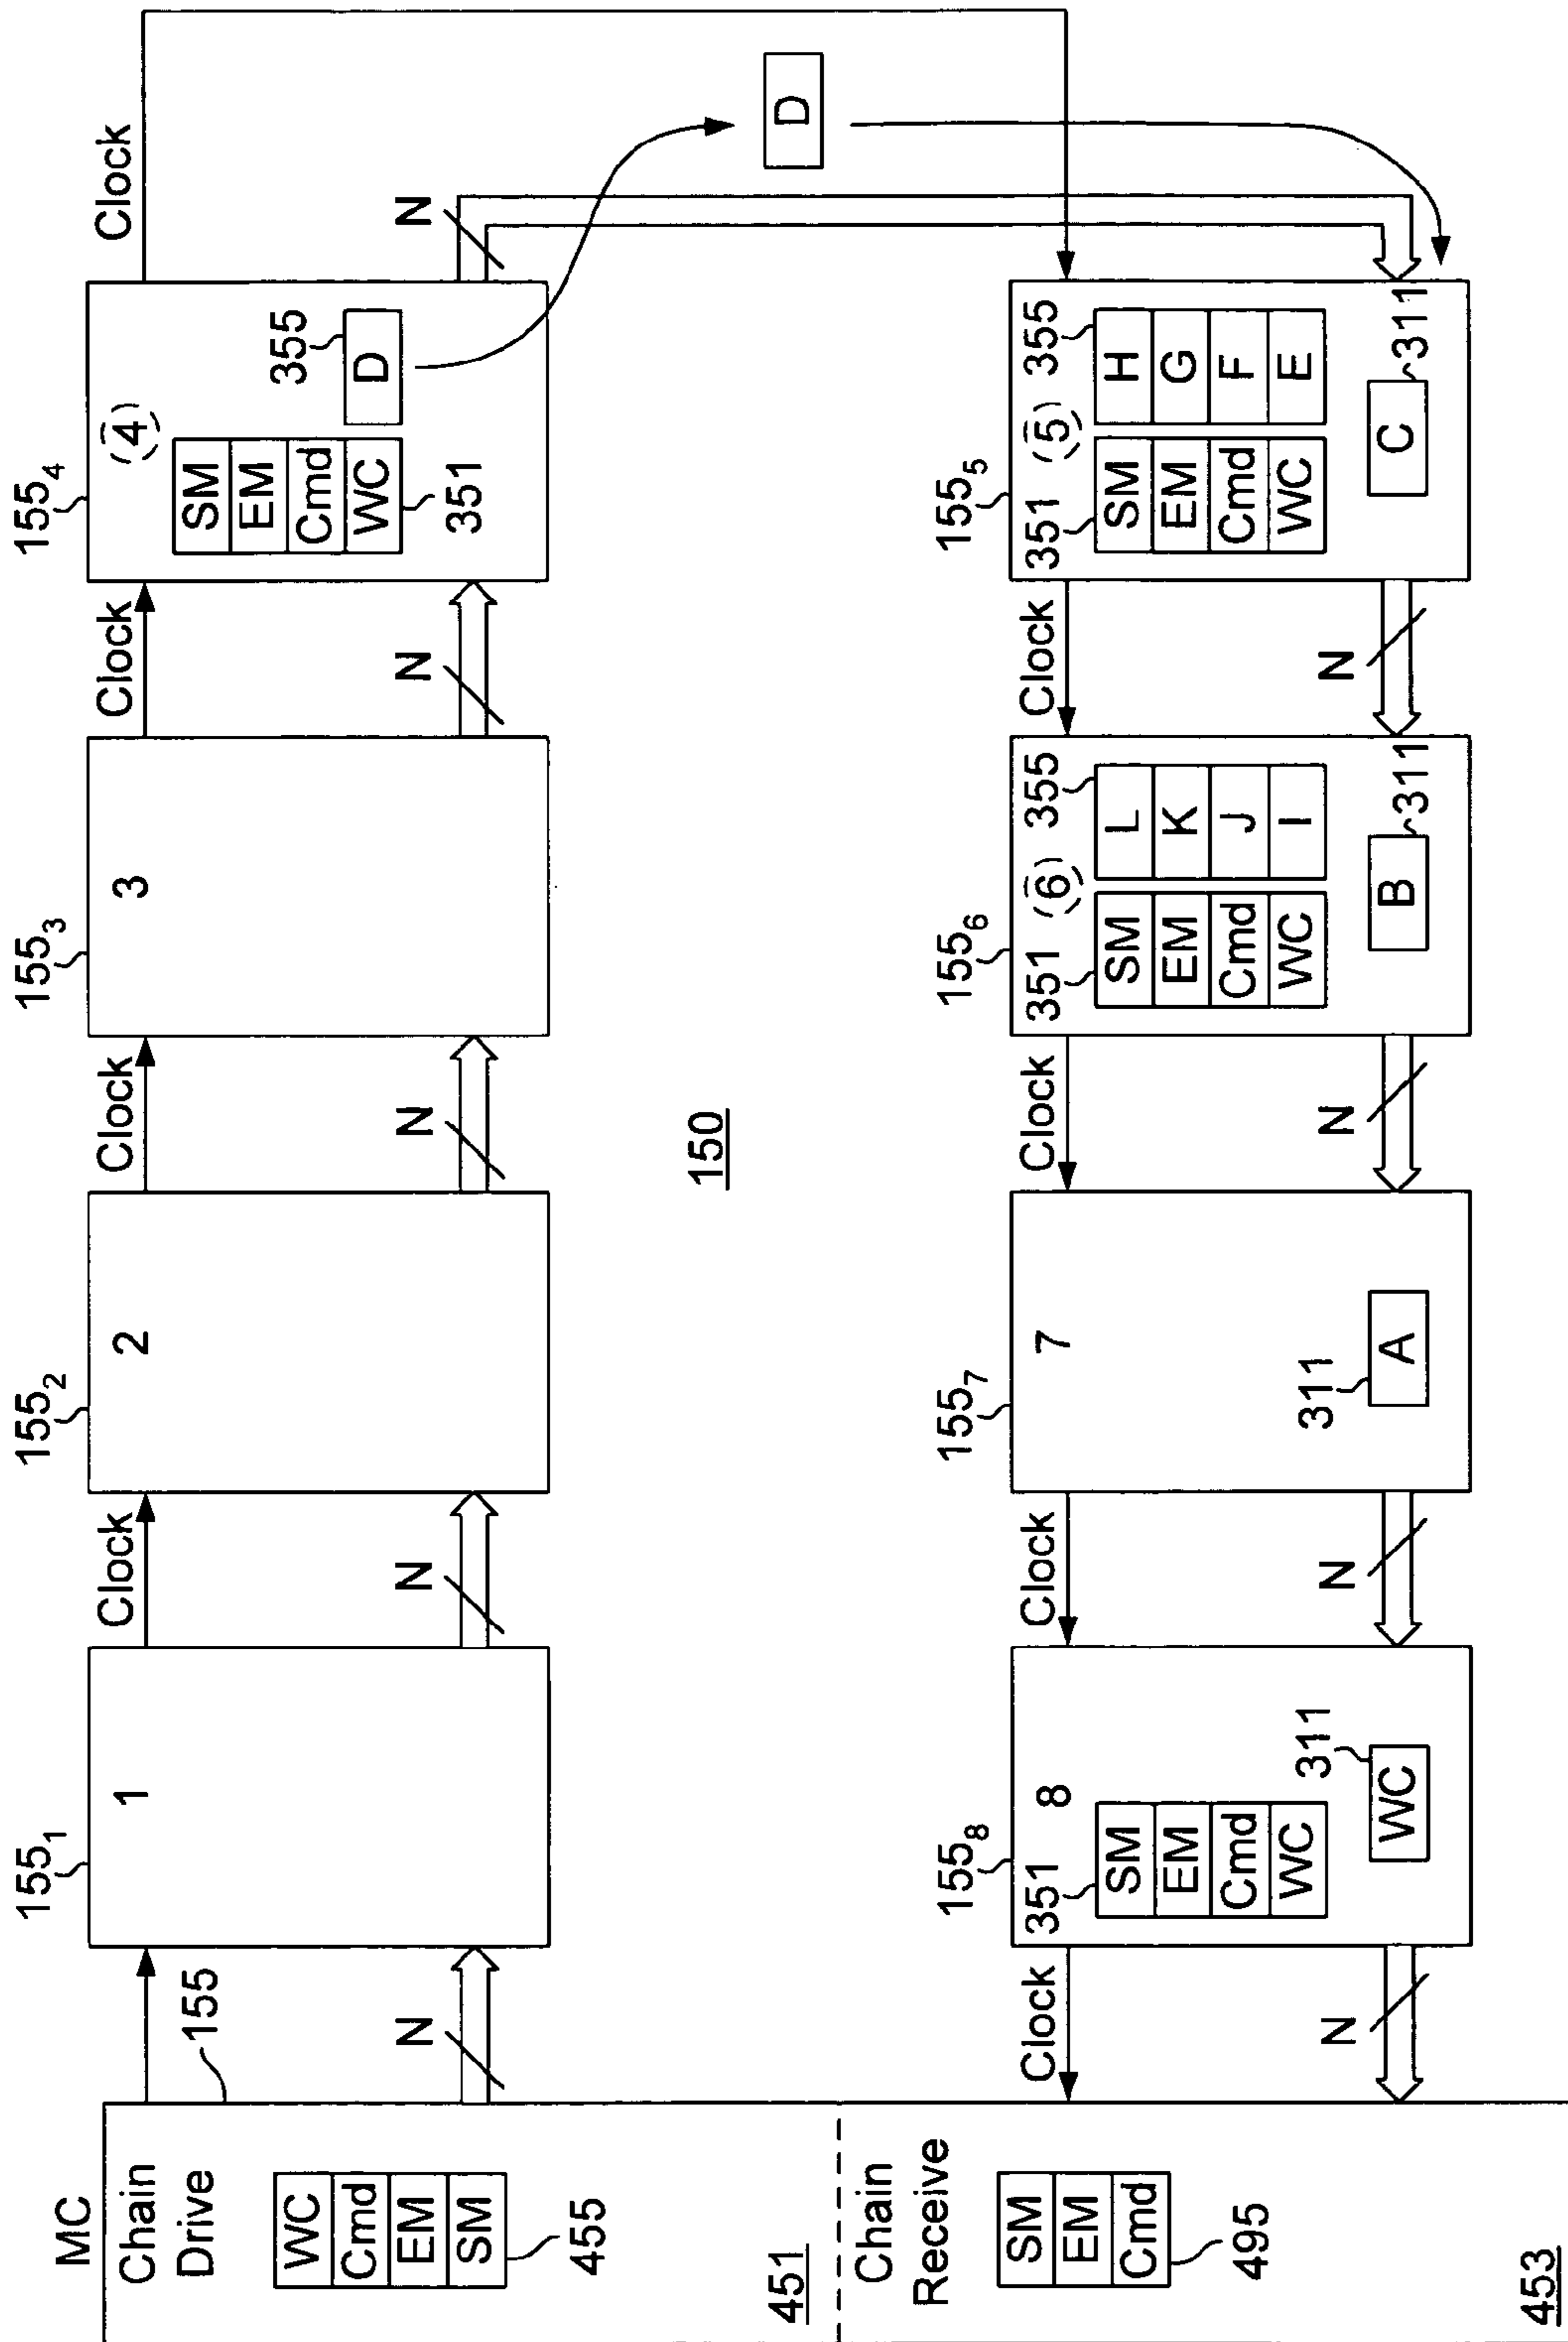 MC
Chain
Drive
WC
Cmd
EM
SM
455
451
155
N
155₁
1
Clock
N
155₂
2
Clock
N
155₃
3
Clock
N
155₄
4
SM
EM
Cmd
WC
351
355
D
Clock
N
D
150
Chain
Receive
SM
EM
Cmd
495
453
Clock
N
155₈
8
351
SM
EM
Cmd
WC
311
WC
Clock
N
155₇
7
311
A
Clock
N
155₆
6
351
355
SM
EM
Cmd
WC
L
K
J
I
B
311
Clock
N
155₅
5
351
355
SM
EM
Cmd
WC
H
G
F
E
C
311